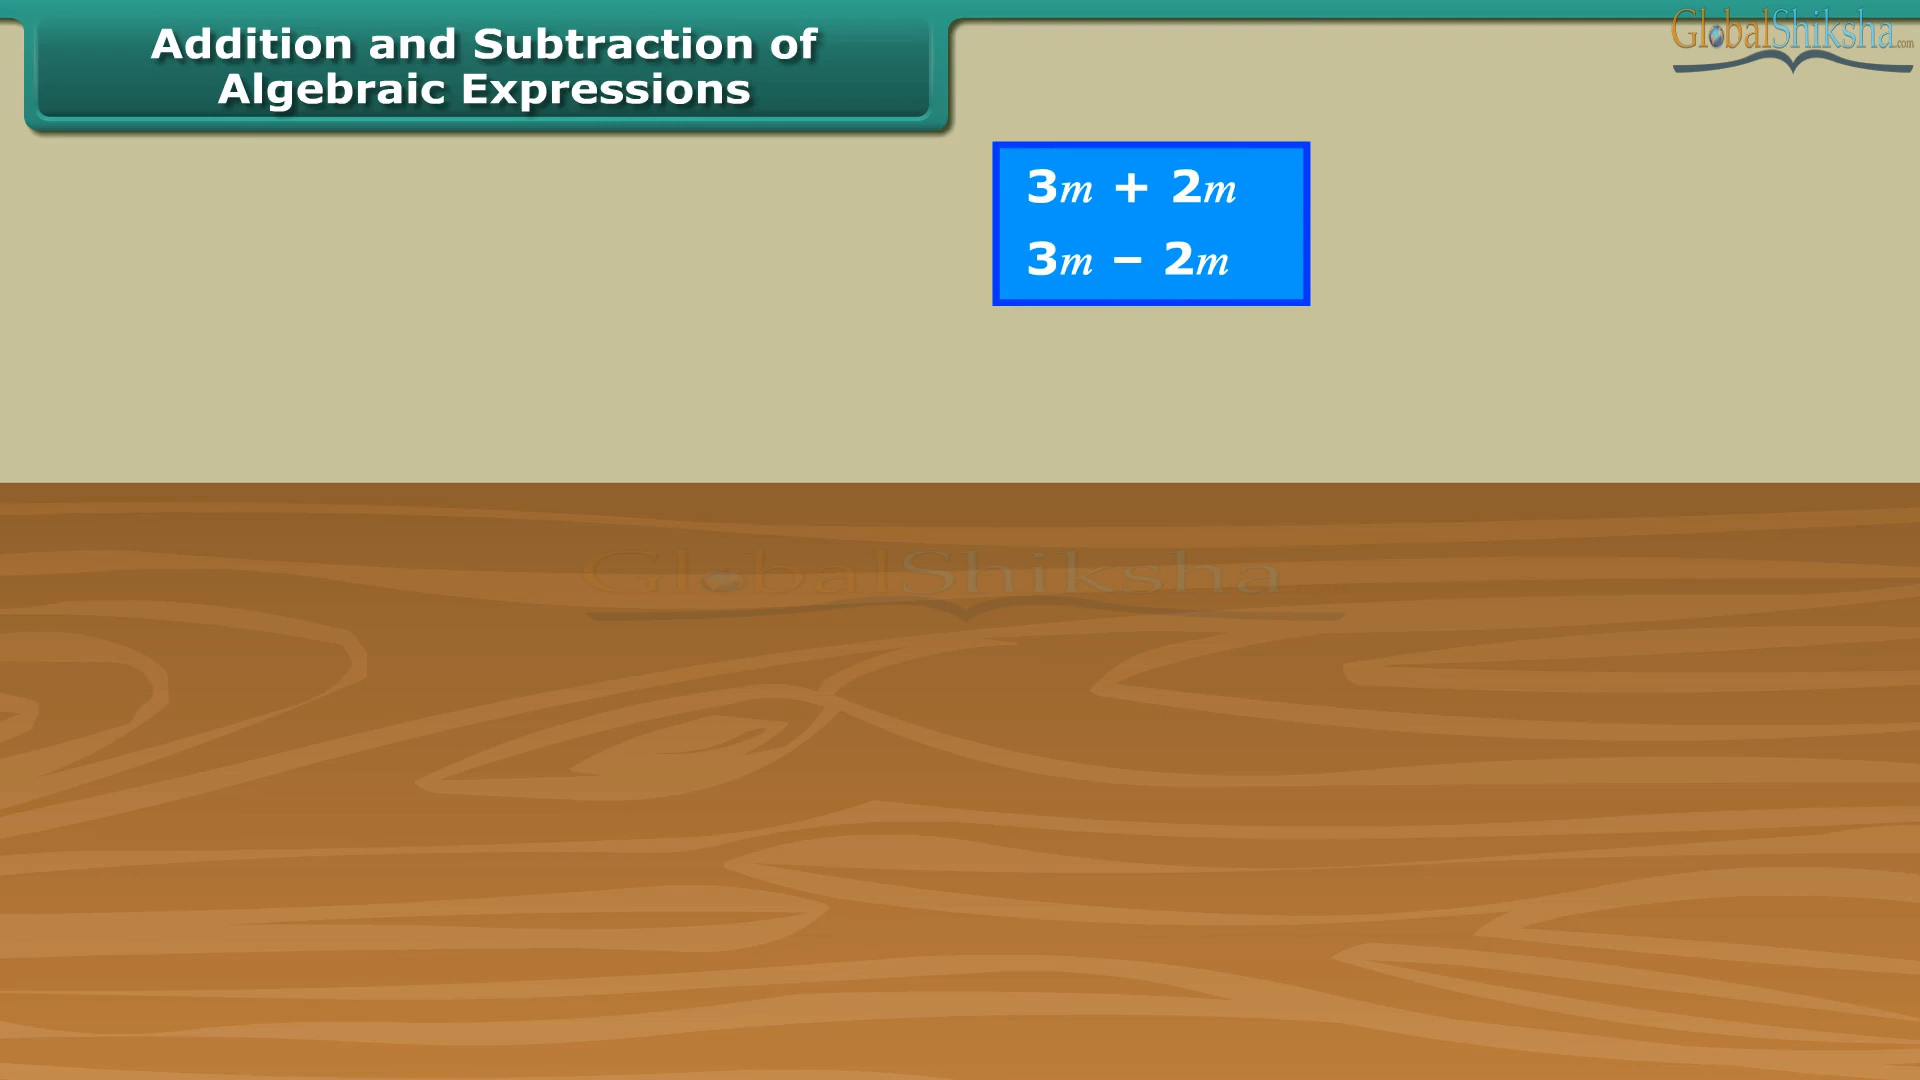 Addition and Subtraction of
Algebraic Expressions
GlobalShiksha.com
3m + 2m
3m – 2m
GlobalShiksha